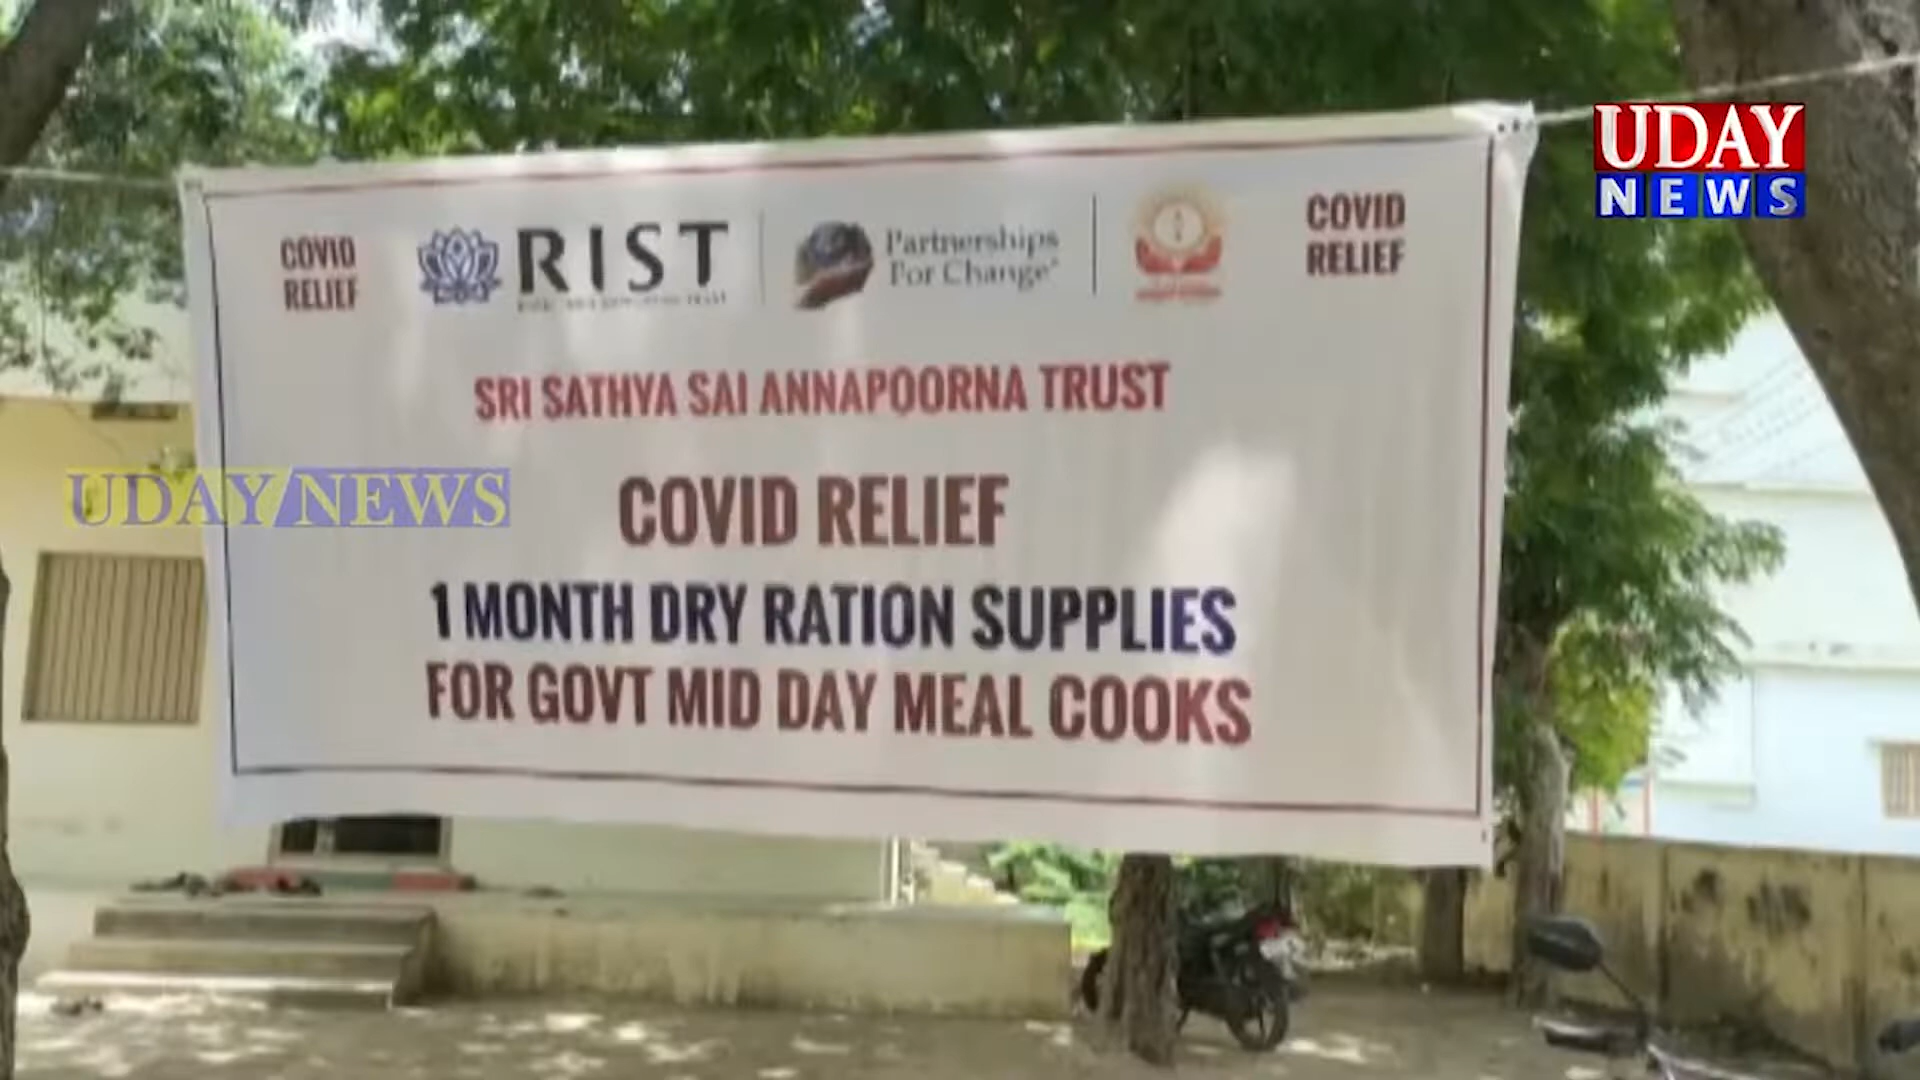 UDAY
NEWS
COVID
RELIEF
RIST
Partnerships
For Change
COVID
RELIEF
SRI SATHYA SAI ANNAPOORNA TRUST
UDAY NEWS
COVID RELIEF
1 MONTH DRY RATION SUPPLIES
FOR GOVT MID DAY MEAL COOKS